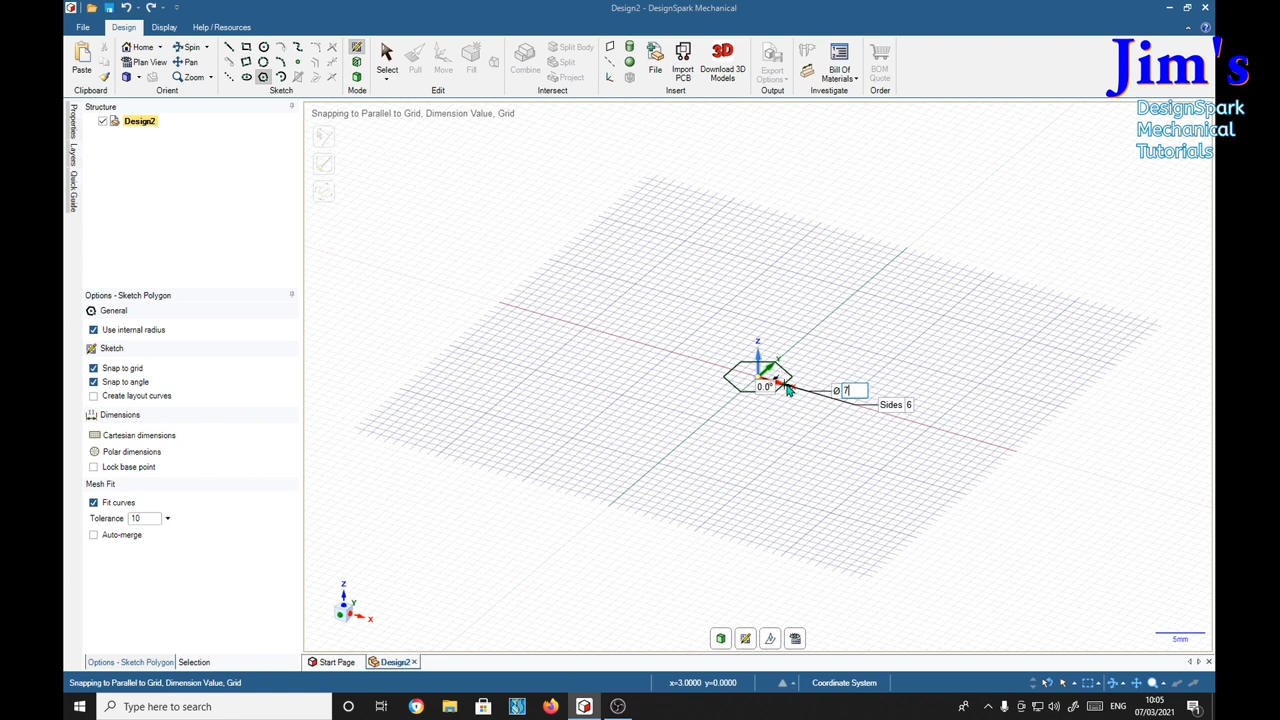 Design2 - DesignSpark Mechanical
File Design Display Help / Resources
Paste
Clipboard
Home
Plan View
Spin
Pan
Zoom
Orient
Sketch
Mode
Select
Pull
Move
Fill
Edit
Combine
Split Body
Split
Project
Intersect
File
Import PCB
Download 3D Models
Insert
Export Options
Output
Bill Of Materials
Investigate
BOM Quote
Order
Jim's
DesignSpark
Mechanical
Tutorials
Properties
Layers
Quick Guide
Structure
Design2
Snapping to Parallel to Grid, Dimension Value, Grid
Options - Sketch Polygon
General
Use internal radius
Sketch
Snap to grid
Snap to angle
Create layout curves
Dimensions
Cartesian dimensions
Polar dimensions
Lock base point
Mesh Fit
Fit curves
Tolerance 10
Auto-merge
Z
Y
0.0°
Ø 7
Sides 6
Z
Y
X
5mm
Options - Sketch Polygon Selection
Start Page Design2
Snapping to Parallel to Grid, Dimension Value, Grid
x=3.0000 y=0.0000
Coordinate System
Type here to search
ENG
10:05
07/03/2021